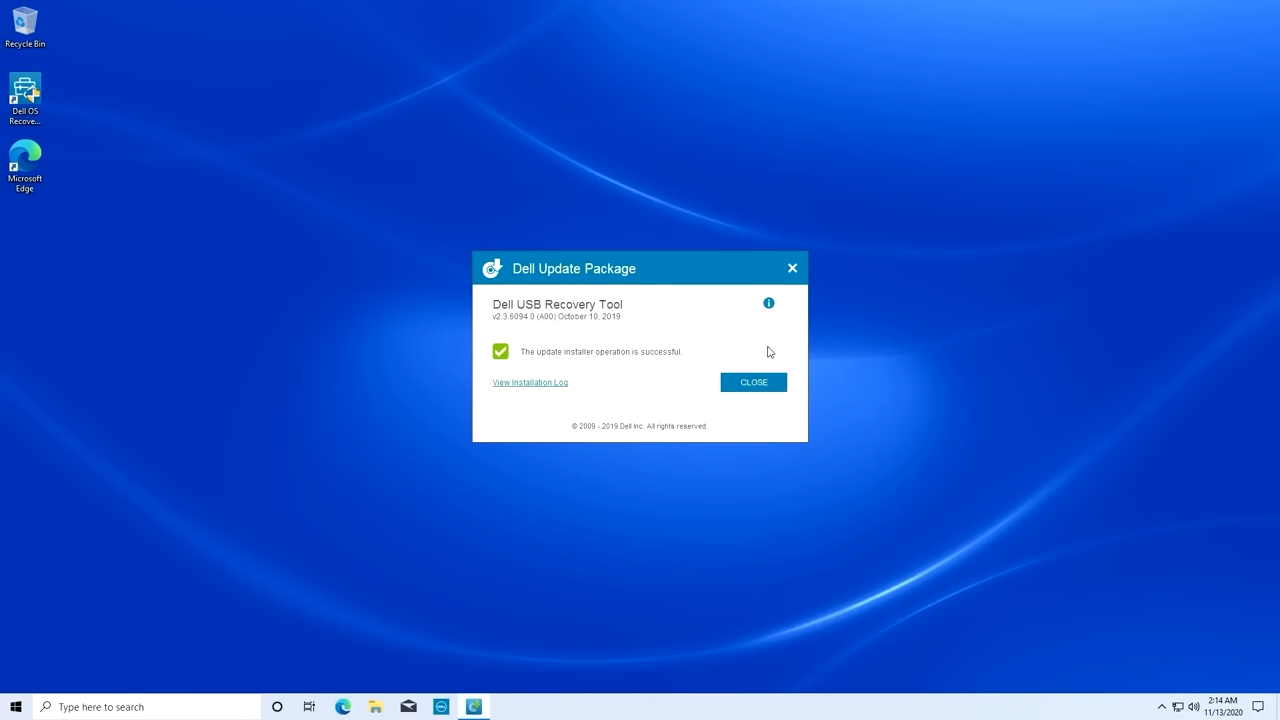 Recycle Bin
Dell OS
Recove...
Microsoft
Edge
Dell Update Package
Dell USB Recovery Tool
v2.3.6094.0 (A00) October 10, 2019
The update installer operation is successful.
View Installation Log
CLOSE
© 2009 - 2019 Dell Inc. All rights reserved.
Type here to search
DELL
2:14 AM
11/13/2020